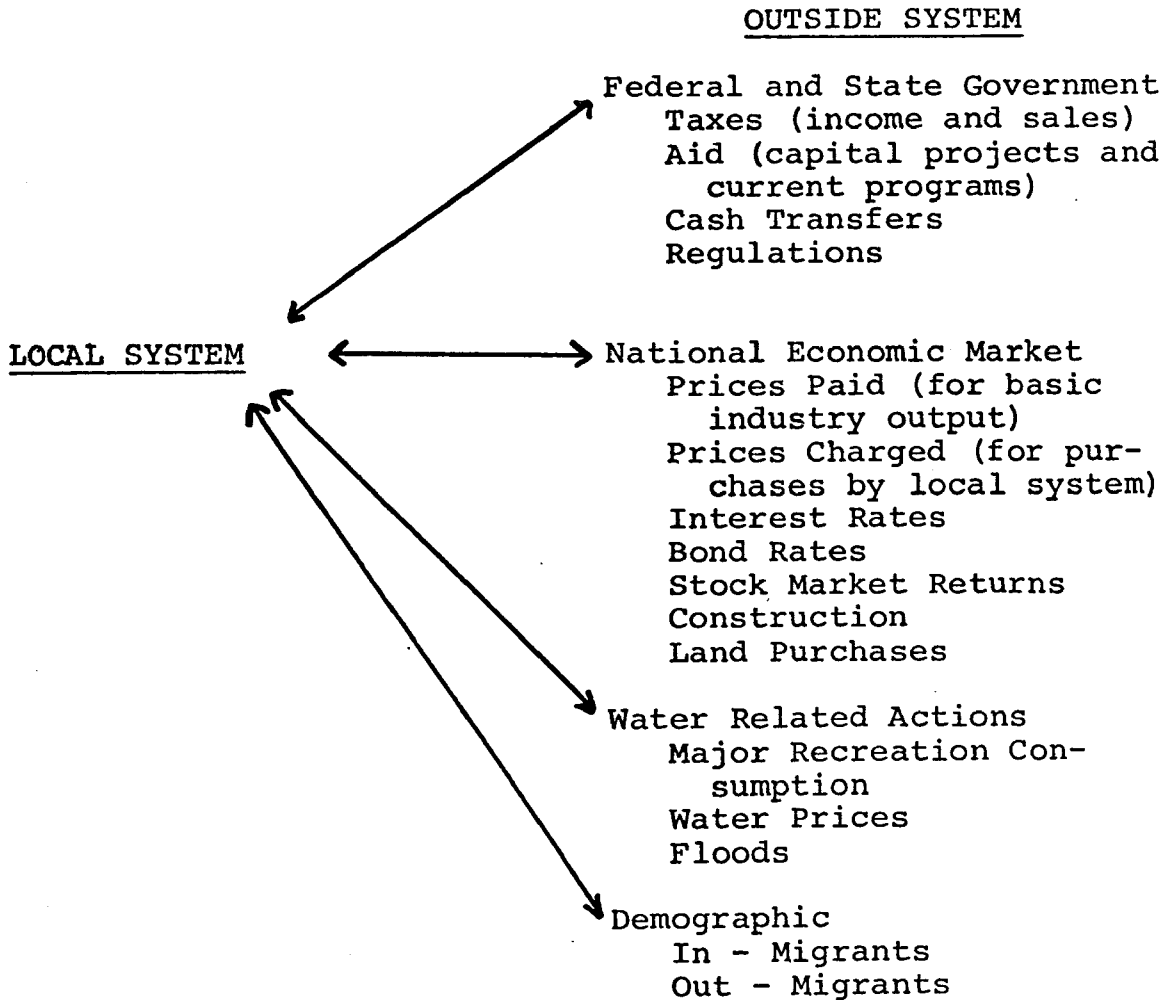 OUTSIDE SYSTEM
Federal and State Government
Taxes (income and sales)
Aid (capital projects and
current programs)
Cash Transfers
Regulations
LOCAL SYSTEM
National Economic Market
Prices Paid (for basic
industry output)
Prices Charged (for pur-
chases by local system)
Interest Rates
Bond Rates
Stock Market Returns
Construction
Land Purchases
Water Related Actions
Major Recreation Con-
sumption
Water Prices
Floods
Demographic
In - Migrants
Out - Migrants